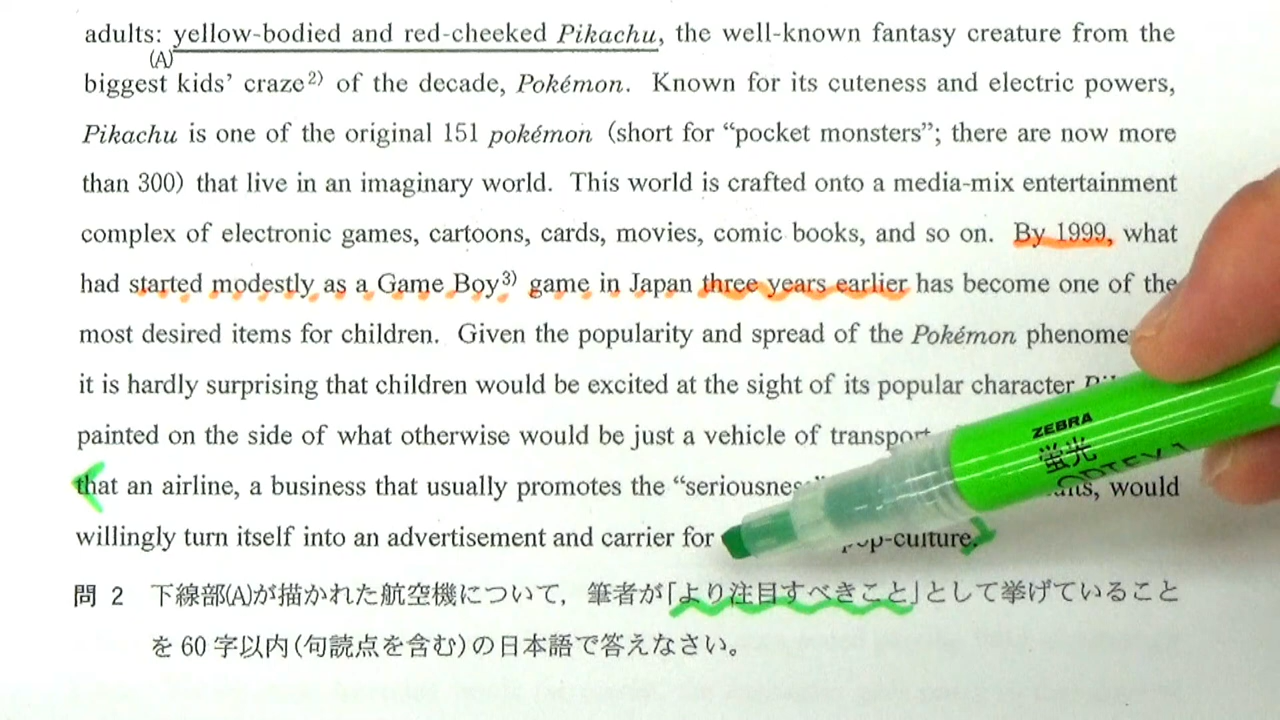 adults: yellow-bodied and red-cheeked Pikachu, the well-known fantasy creature from the
(A)
biggest kids' craze2) of the decade, Pokémon. Known for its cuteness and electric powers,
Pikachu is one of the original 151 pokémon (short for "pocket monsters"; there are now more
than 300) that live in an imaginary world. This world is crafted onto a media-mix entertainment
complex of electronic games, cartoons, cards, movies, comic books, and so on. By 1999, what
had started modestly as a Game Boy3) game in Japan three years earlier has become one of the
most desired items for children. Given the popularity and spread of the Pokémon
it is hardly surprising that children would be excited at the sight of its popular character
painted on the side of what otherwise would be just a vehicle of
that an airline, a business that usually promotes the would
willingly turn itself into an advertisement and carrier for
ZEBRA
蛍光
問 2 下線部(A)が描かれた航空機について，筆者が「より注目すべきこと」として挙げていること
を 60 字以内(句読点を含む)の日本語で答えなさい。